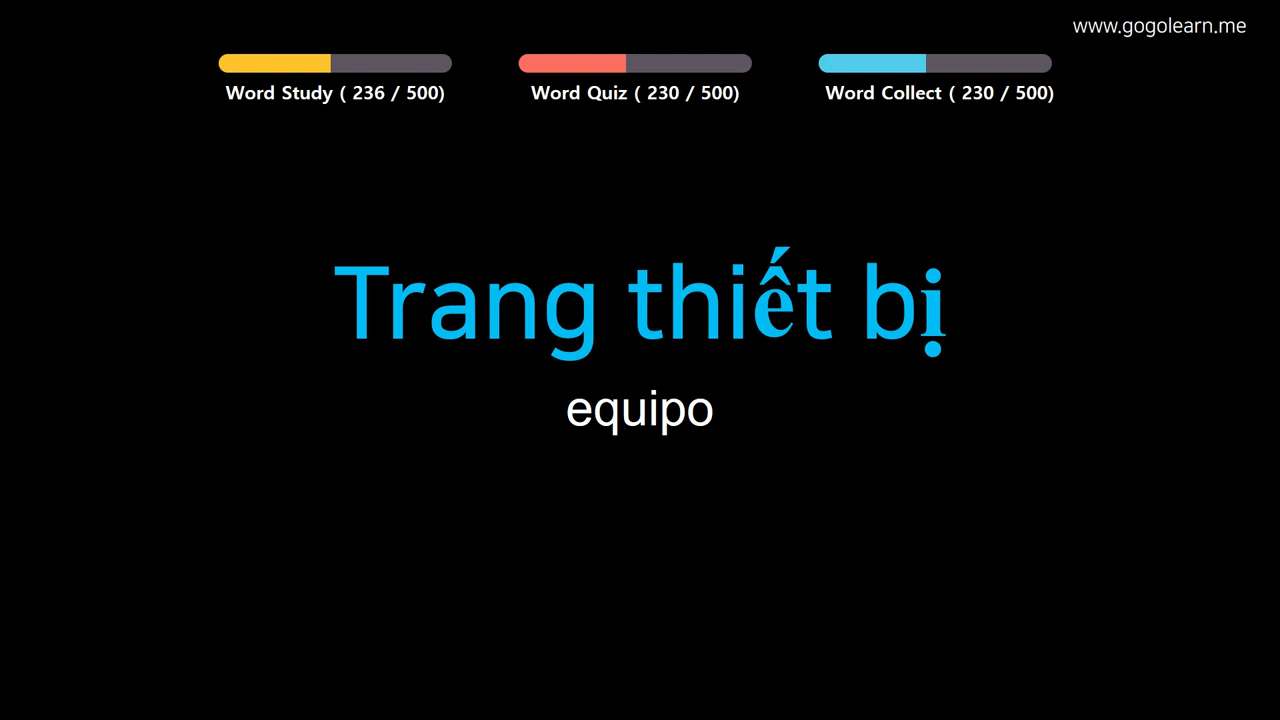 www.gogolearn.me
Word Study ( 236 / 500)
Word Quiz ( 230 / 500)
Word Collect ( 230 / 500)
Trang thiết bị
equipo